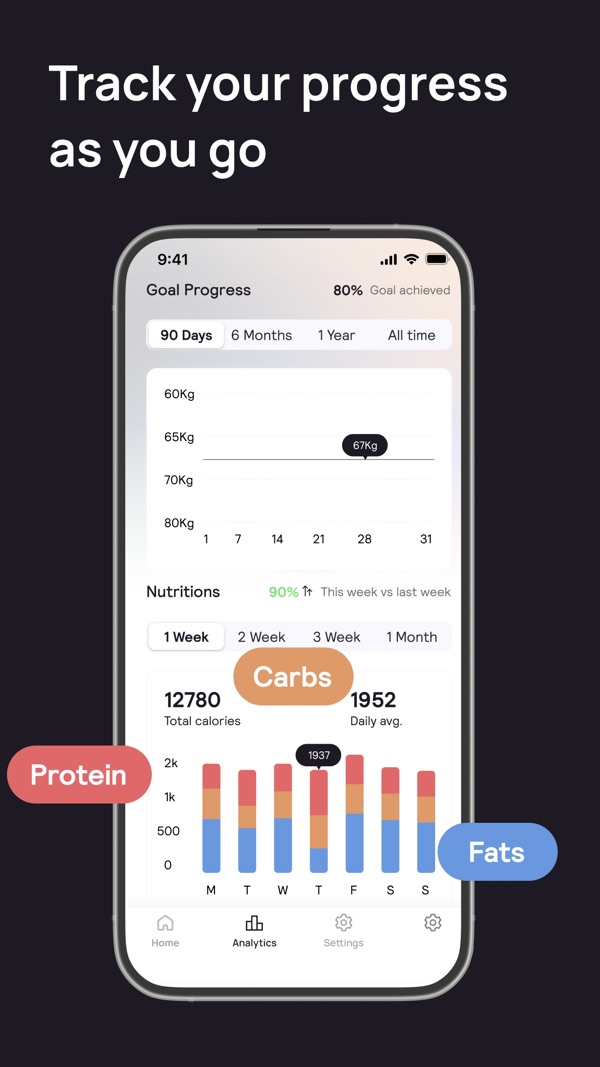 Track your progress
as you go
9:41
Goal Progress 80% Goal achieved
90 Days 6 Months 1 Year All time
60Kg
65Kg
67Kg
70Kg
80Kg
1 7 14 21 28 31
Nutritions 90% This week vs last week
1 Week 2 Week 3 Week 1 Month
Carbs
12780 1952
Total calories Daily avg.
1937
2k
Protein
1k
500
Fats
0
M T W T F S S
Home Analytics Settings